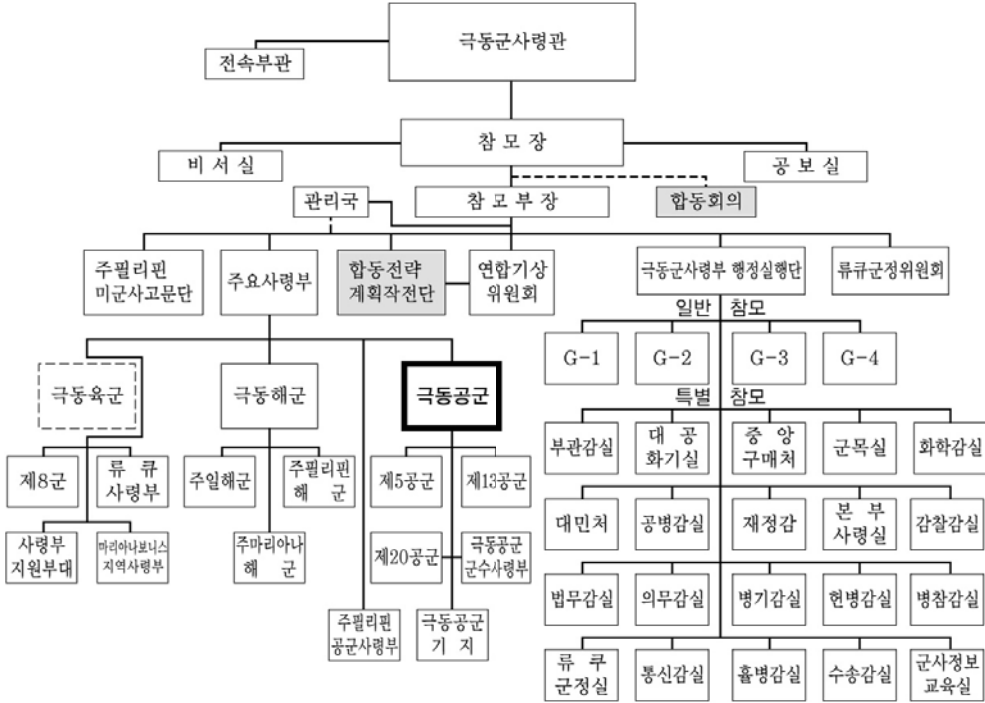 극동군사령관
전속부관
참 모 장
비 서 실
공 보 실
관리국
참 고 부 장
합동회의
주필리핀
미군사고문단
주요사령부
합동전략
계획작전단
연합기상
위원회
극동군사령부 행정실행단
류큐군정위원회
일반 참모
G-1
G-2
G-3
G-4
극동육군
극동해군
극동공군
특별 참모
부관감실
대 공
화기실
중 앙
구매처
군목실
화학감실
제8군
류 큐
사령부
주일해군
주필리핀
해 군
제5공군
제13공군
대민처
공병감실
재정감
본 부
사령실
감찰감실
사령부
지원부대
마리아나보니스
지역사령부
주마리아나
해 군
제20공군
극동공군
군수사령부
법무감실
의무감실
병기감실
헌병감실
병참감실
주필리핀
공군사령부
극동공군
기 지
류 쿠
군정실
통신감실
휼병감실
수송감실
군사정보
교육실